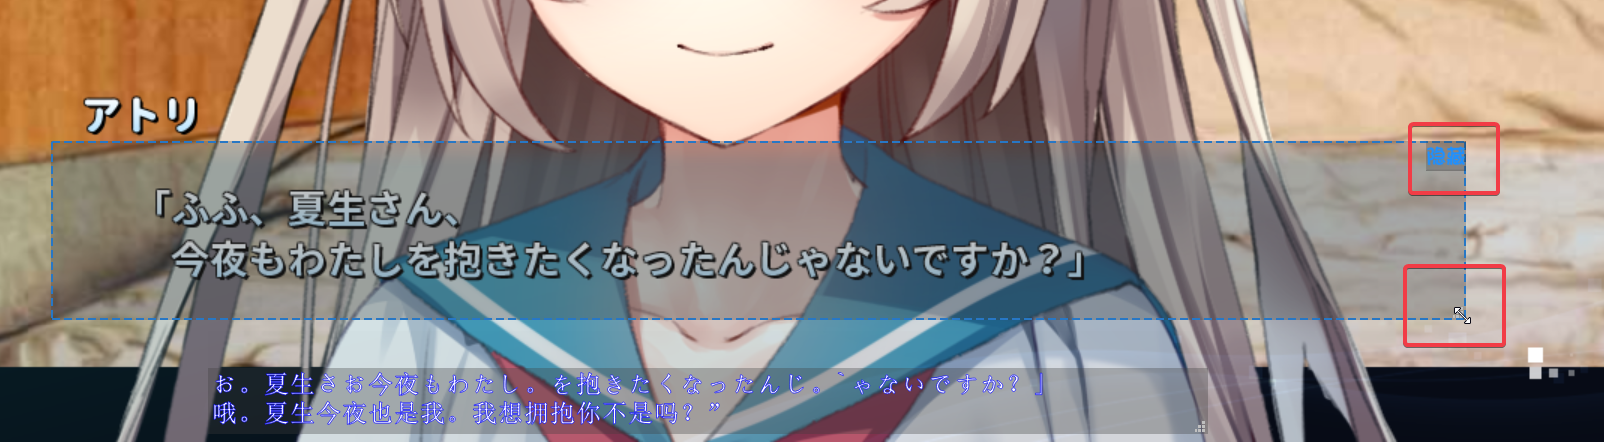 アトリ
隐藏
「ふふ、夏生さん、
今夜もわたしを抱きたくなったんじゃないですか？」
お。夏生さお今夜もわたし。を抱きたくなったんじ。`ゃないですか?」
哦。夏生今夜也是我。我想拥抱你不是吗？”